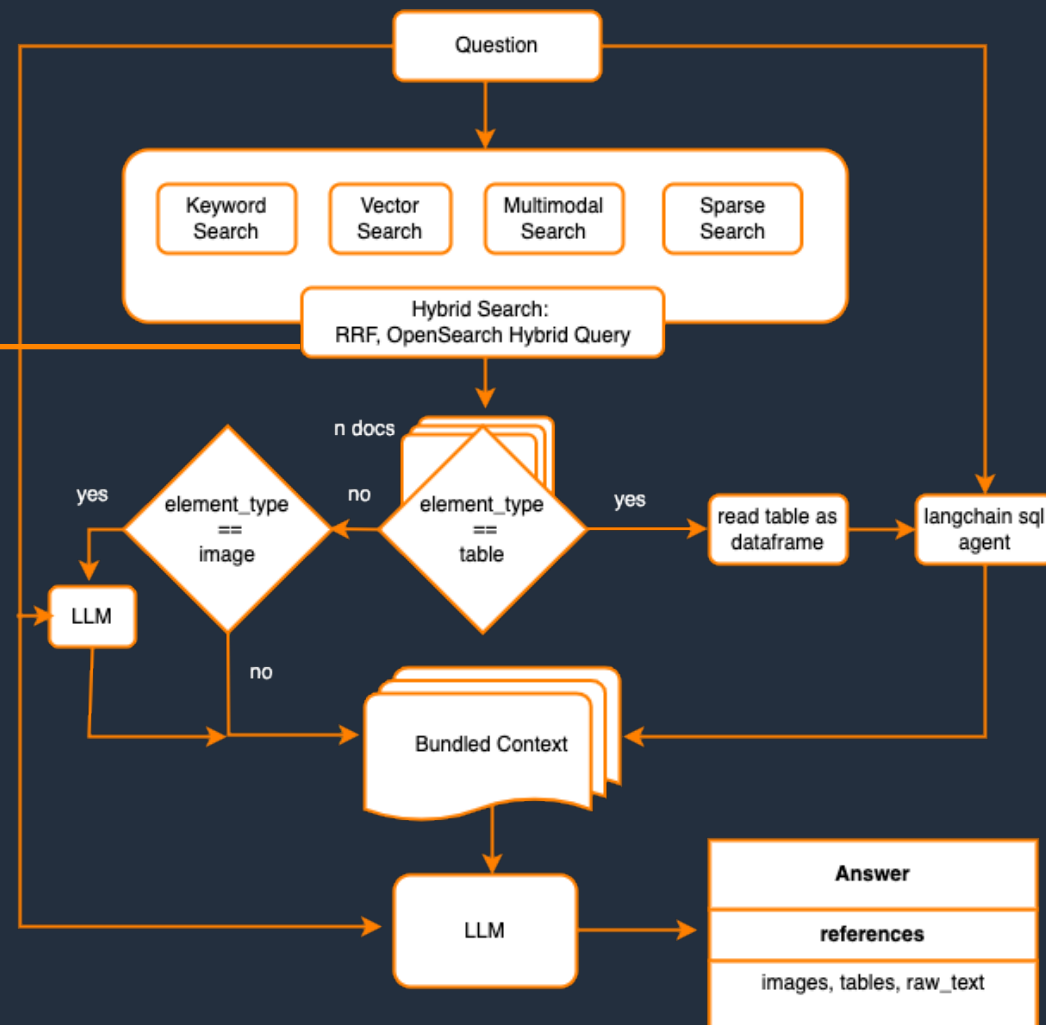 Question
Keyword
Search
Vector
Search
Multimodal
Search
Sparse
Search
Hybrid Search:
RRF, OpenSearch Hybrid Query
n docs
yes
element_type
==
image
no
element_type
==
table
yes
read table as
dataframe
langchain sql
agent
LLM
no
Bundled Context
LLM
Answer
references
images, tables, raw_text